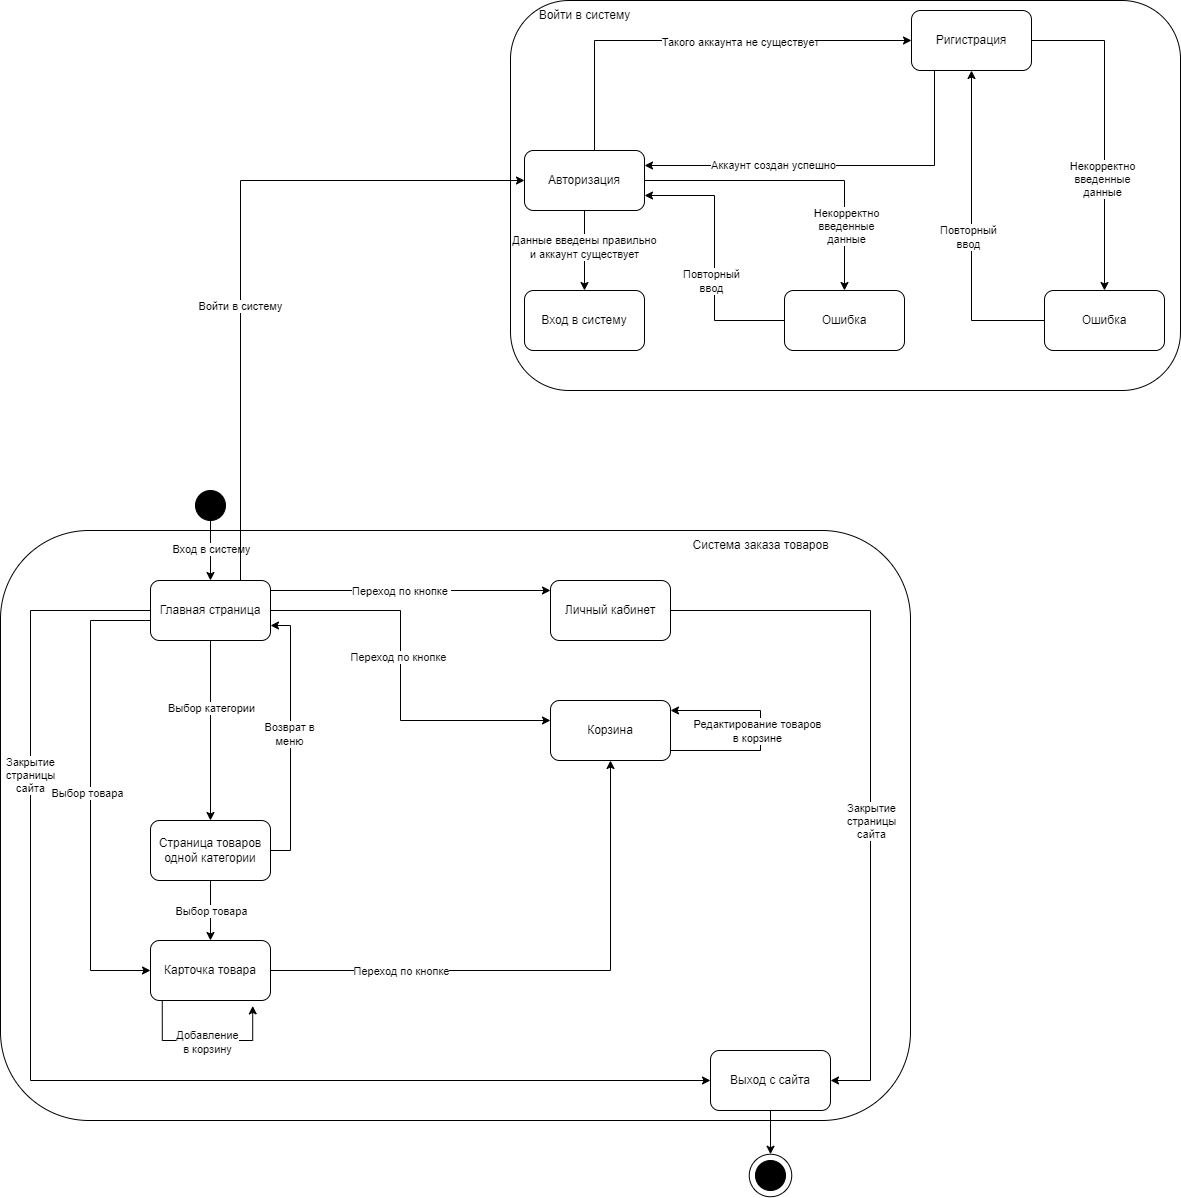 Войти в систему
Такого аккаунта не существует
Ригистрация
Аккаунт создан успешно
Некорректно
введенные
данные
Авторизация
Некорректно
введенные
данные
Данные введены правильно
и аккаунт существует
Повторный
ввод
Повторный
ввод
Войти в систему
Вход в систему
Ошибка
Ошибка
Вход в систему
Система заказа товаров
Главная страница
Переход по кнопке
Личный кабинет
Переход по кнопке
Выбор категории
Возврат в
меню
Корзина
Редактирование товаров
в корзине
Закрытие
страницы
сайта
Выбор товара
Закрытие
страницы
сайта
Страница товаров
одной категории
Выбор товара
Карточка товара
Переход по кнопке
Добавление
в корзину
Выход с сайта